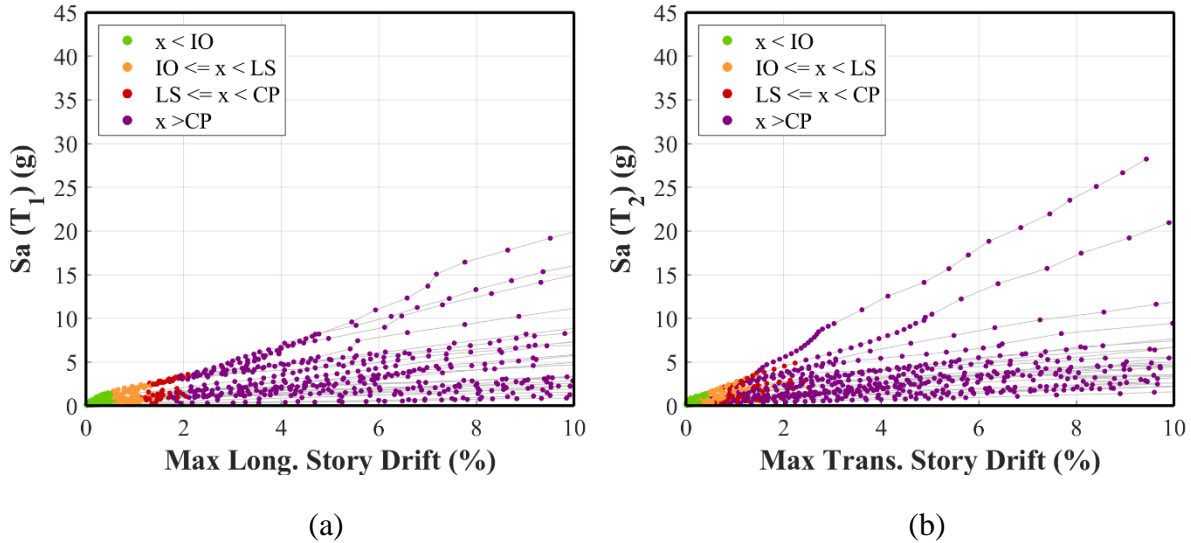 45
40
35
30
25
20
15
10
5
0
Sa (T1) (g)
x < IO
IO <= x < LS
LS <= x < CP
x >CP
0 2 4 6 8 10
Max Long. Story Drift (%)
(a)
45
40
35
30
25
20
15
10
5
0
Sa (T2) (g)
x < IO
IO <= x < LS
LS <= x < CP
x >CP
0 2 4 6 8 10
Max Trans. Story Drift (%)
(b)